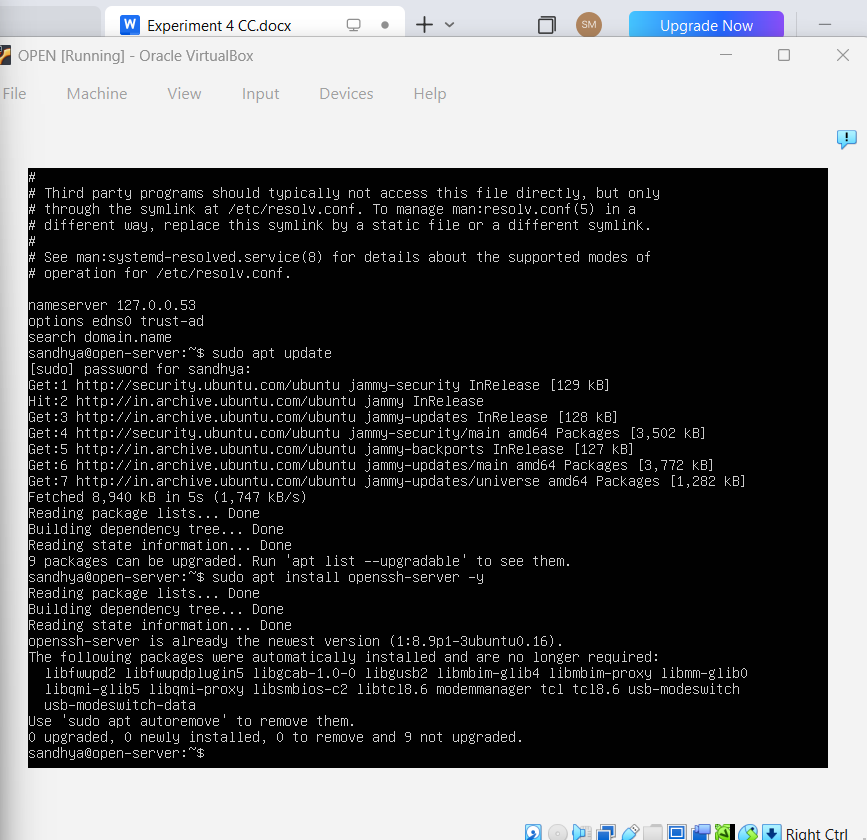 W Experiment 4 CC.docx
SM
Upgrade Now
OPEN [Running] - Oracle VirtualBox
File Machine View Input Devices Help
#
# Third party programs should typically not access this file directly, but only
# through the symlink at /etc/resolv.conf. To manage man:resolv.conf(5) in a
# different way, replace this symlink by a static file or a different symlink.
#
# See man:systemd-resolved.service(8) for details about the supported modes of
# operation for /etc/resolv.conf.
nameserver 127.0.0.53
options edns0 trust-ad
search domain.name
sandhya@open-server:~$ sudo apt update
[sudo] password for sandhya:
Get:1 http://security.ubuntu.com/ubuntu jammy-security InRelease [129 kB]
Hit:2 http://in.archive.ubuntu.com/ubuntu jammy InRelease
Get:3 http://in.archive.ubuntu.com/ubuntu jammy-updates InRelease [128 kB]
Get:4 http://security.ubuntu.com/ubuntu jammy-security/main amd64 Packages [3,502 kB]
Get:5 http://in.archive.ubuntu.com/ubuntu jammy-backports InRelease [127 kB]
Get:6 http://in.archive.ubuntu.com/ubuntu jammy-updates/main amd64 Packages [3,772 kB]
Get:7 http://in.archive.ubuntu.com/ubuntu jammy-updates/universe amd64 Packages [1,282 kB]
Fetched 8,940 kB in 5s (1,747 kB/s)
Reading package lists... Done
Building dependency tree... Done
Reading state information... Done
9 packages can be upgraded. Run 'apt list --upgradable' to see them.
sandhya@open-server:~$ sudo apt install openssh-server -y
Reading package lists... Done
Building dependency tree... Done
Reading state information... Done
openssh-server is already the newest version (1:8.9p1-3ubuntu0.16).
The following packages were automatically installed and are no longer required:
  libfwupd2 libfwupdplugin5 libgcab-1.0-0 libgusb2 libmbim-glib4 libmbim-proxy libmm-glib0
  libqmi-glib5 libqmi-proxy libsmbios-c2 libtcl8.6 modemmanager tcl tcl8.6 usb-modeswitch
  usb-modeswitch-data
Use 'sudo apt autoremove' to remove them.
0 upgraded, 0 newly installed, 0 to remove and 9 not upgraded.
sandhya@open-server:~$
Right Ctrl